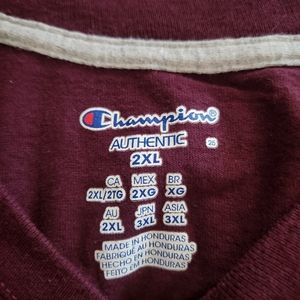 Champion®
AUTHENTIC
2XL
CA MEX BR
2XL/2TG 2XG XG
AU JPN ASIA
2XL 3XL 3XL
MADE IN HONDURAS
FABRIQUÉ AU HONDURAS
HECHO EN HONDURAS
FEITO EM HONDURAS